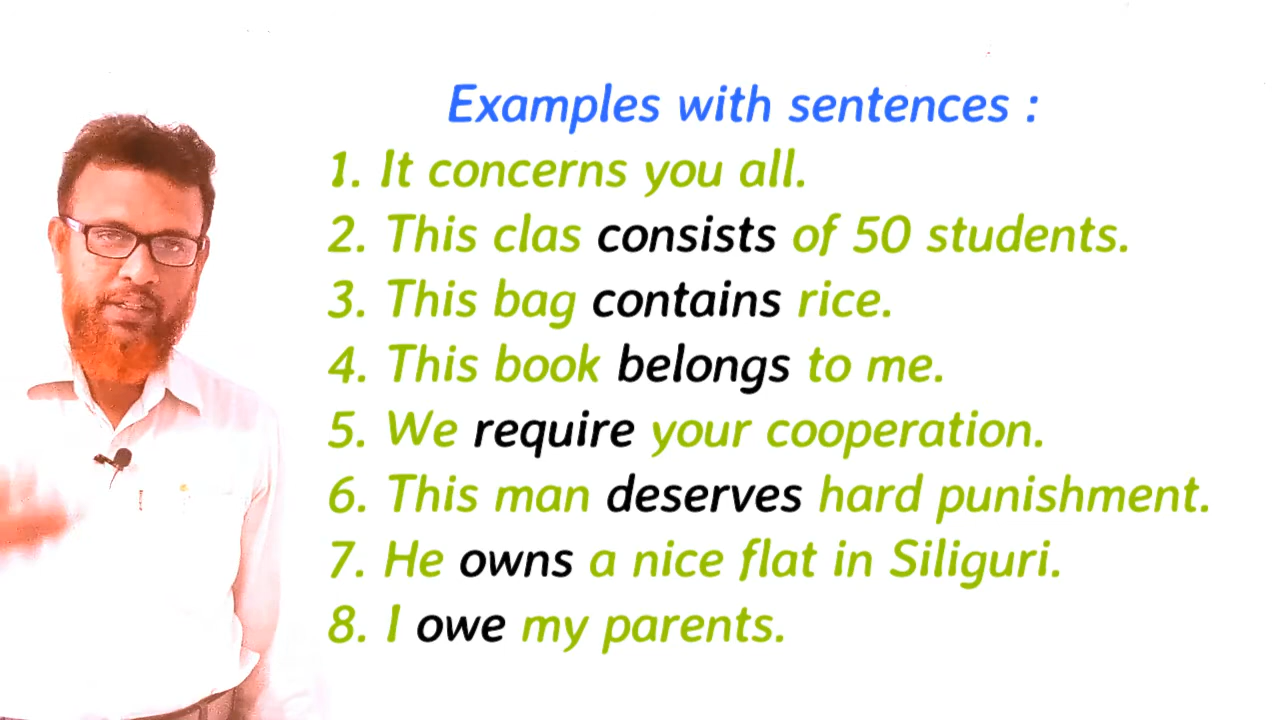 Examples with sentences :
1. It concerns you all.
2. This clas consists of 50 students.
3. This bag contains rice.
4. This book belongs to me.
5. We require your cooperation.
6. This man deserves hard punishment.
7. He owns a nice flat in Siliguri.
8. I owe my parents.